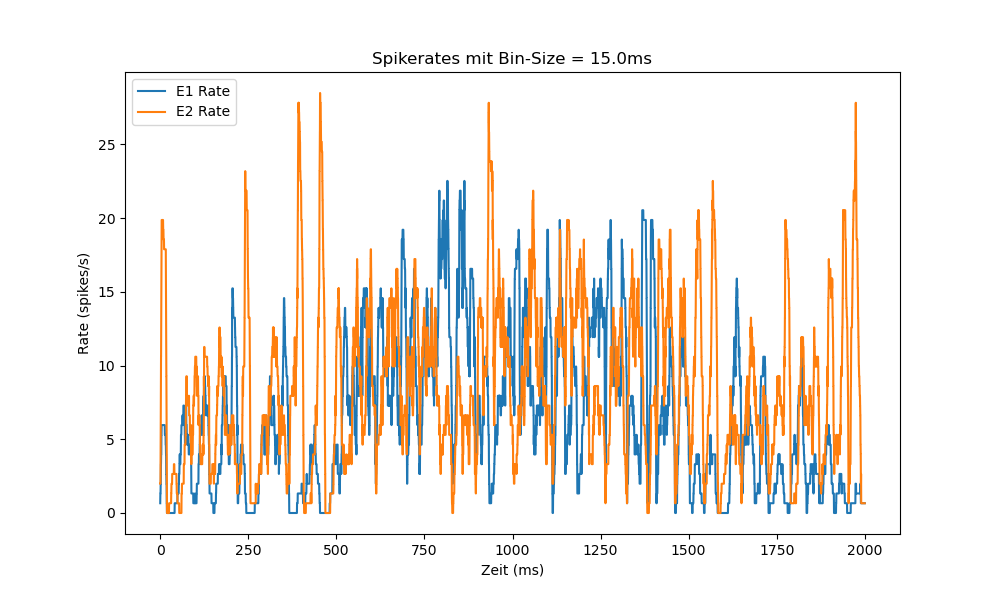 Spikerates mit Bin-Size = 15.0ms
E1 Rate
E2 Rate
Rate (spikes/s)
25
20
15
10
5
0
0 250 500 750 1000 1250 1500 1750 2000
Zeit (ms)